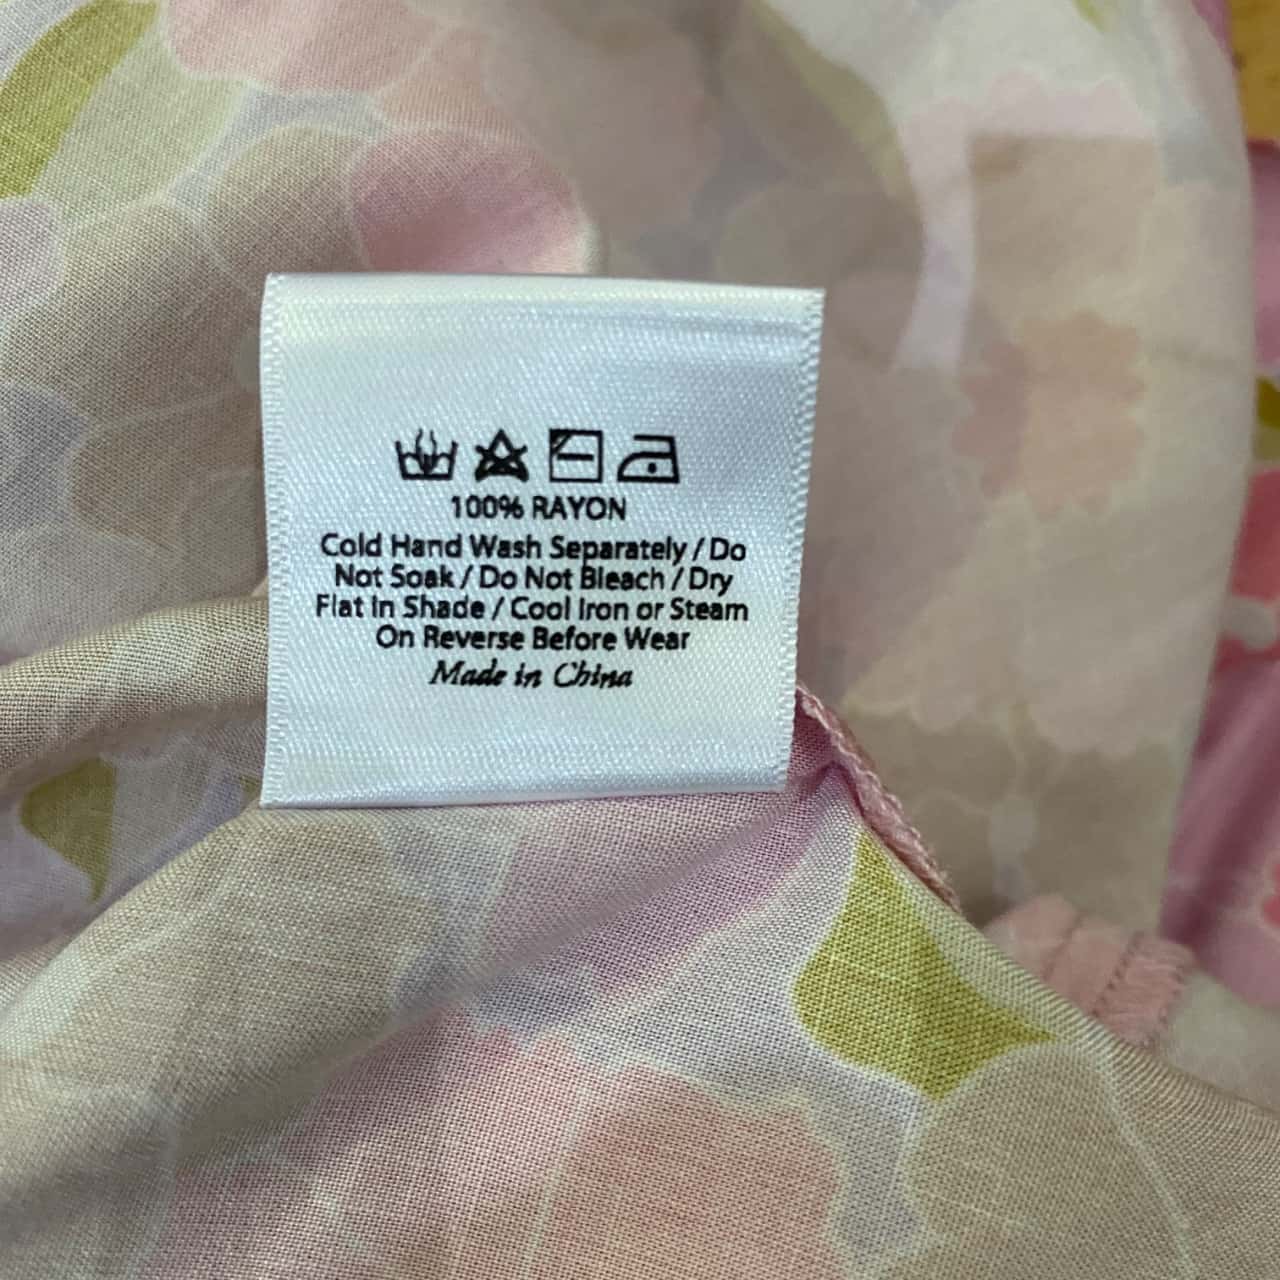 100% RAYON
Cold Hand Wash Separately / Do
Not Soak / Do Not Bleach / Dry
Flat in Shade / Cool Iron or Steam
On Reverse Before Wear
Made in China